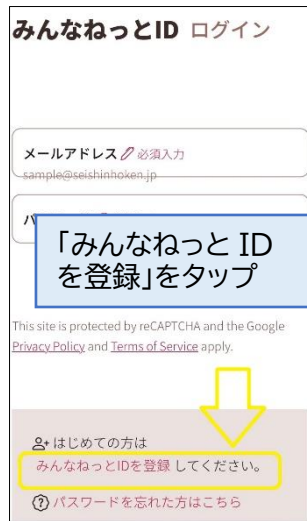 みんなねっとID ログイン
メールアドレス 必須入力
sample@seishinhoken.jp
「みんなねっと ID
を登録」をタップ
This site is protected by reCAPTCHA and the Google
Privacy Policy and Terms of Service apply.
はじめての方は
みんなねっとIDを登録 してください。
パスワードを忘れた方はこちら